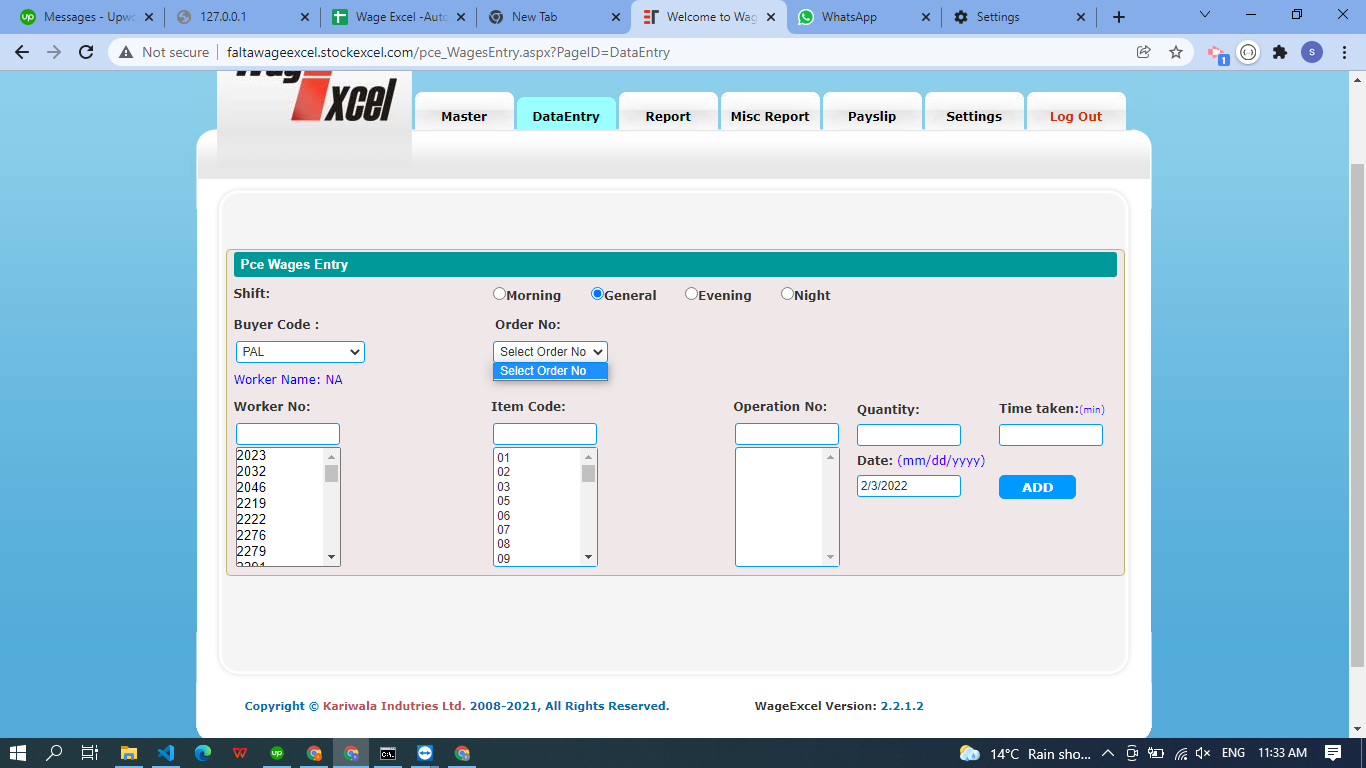 Messages - Upwo
127.0.0.1
Wage Excel -Auto
New Tab
Welcome to Wag
WhatsApp
Settings
Not secure
faltawageexcel.stockexcel.com/pce_WagesEntry.aspx?PageID=DataEntry
S
1
xcel
Master
DataEntry
Report
Misc Report
Payslip
Settings
Log Out
Pce Wages Entry
Shift:
Morning
General
Evening
Night
Buyer Code :
Order No:
PAL
Select Order No
Select Order No
Worker Name: NA
Worker No:
Item Code:
Operation No:
Quantity:
Time taken:(min)
Date: (mm/dd/yyyy)
2/3/2022
ADD
2023
2032
2046
2219
2222
2276
2279
01
02
03
05
06
07
08
09
Copyright © Kariwala Indutries Ltd. 2008-2021, All Rights Reserved.
WageExcel Version: 2.2.1.2
14°C Rain sho...
ENG
11:33 AM